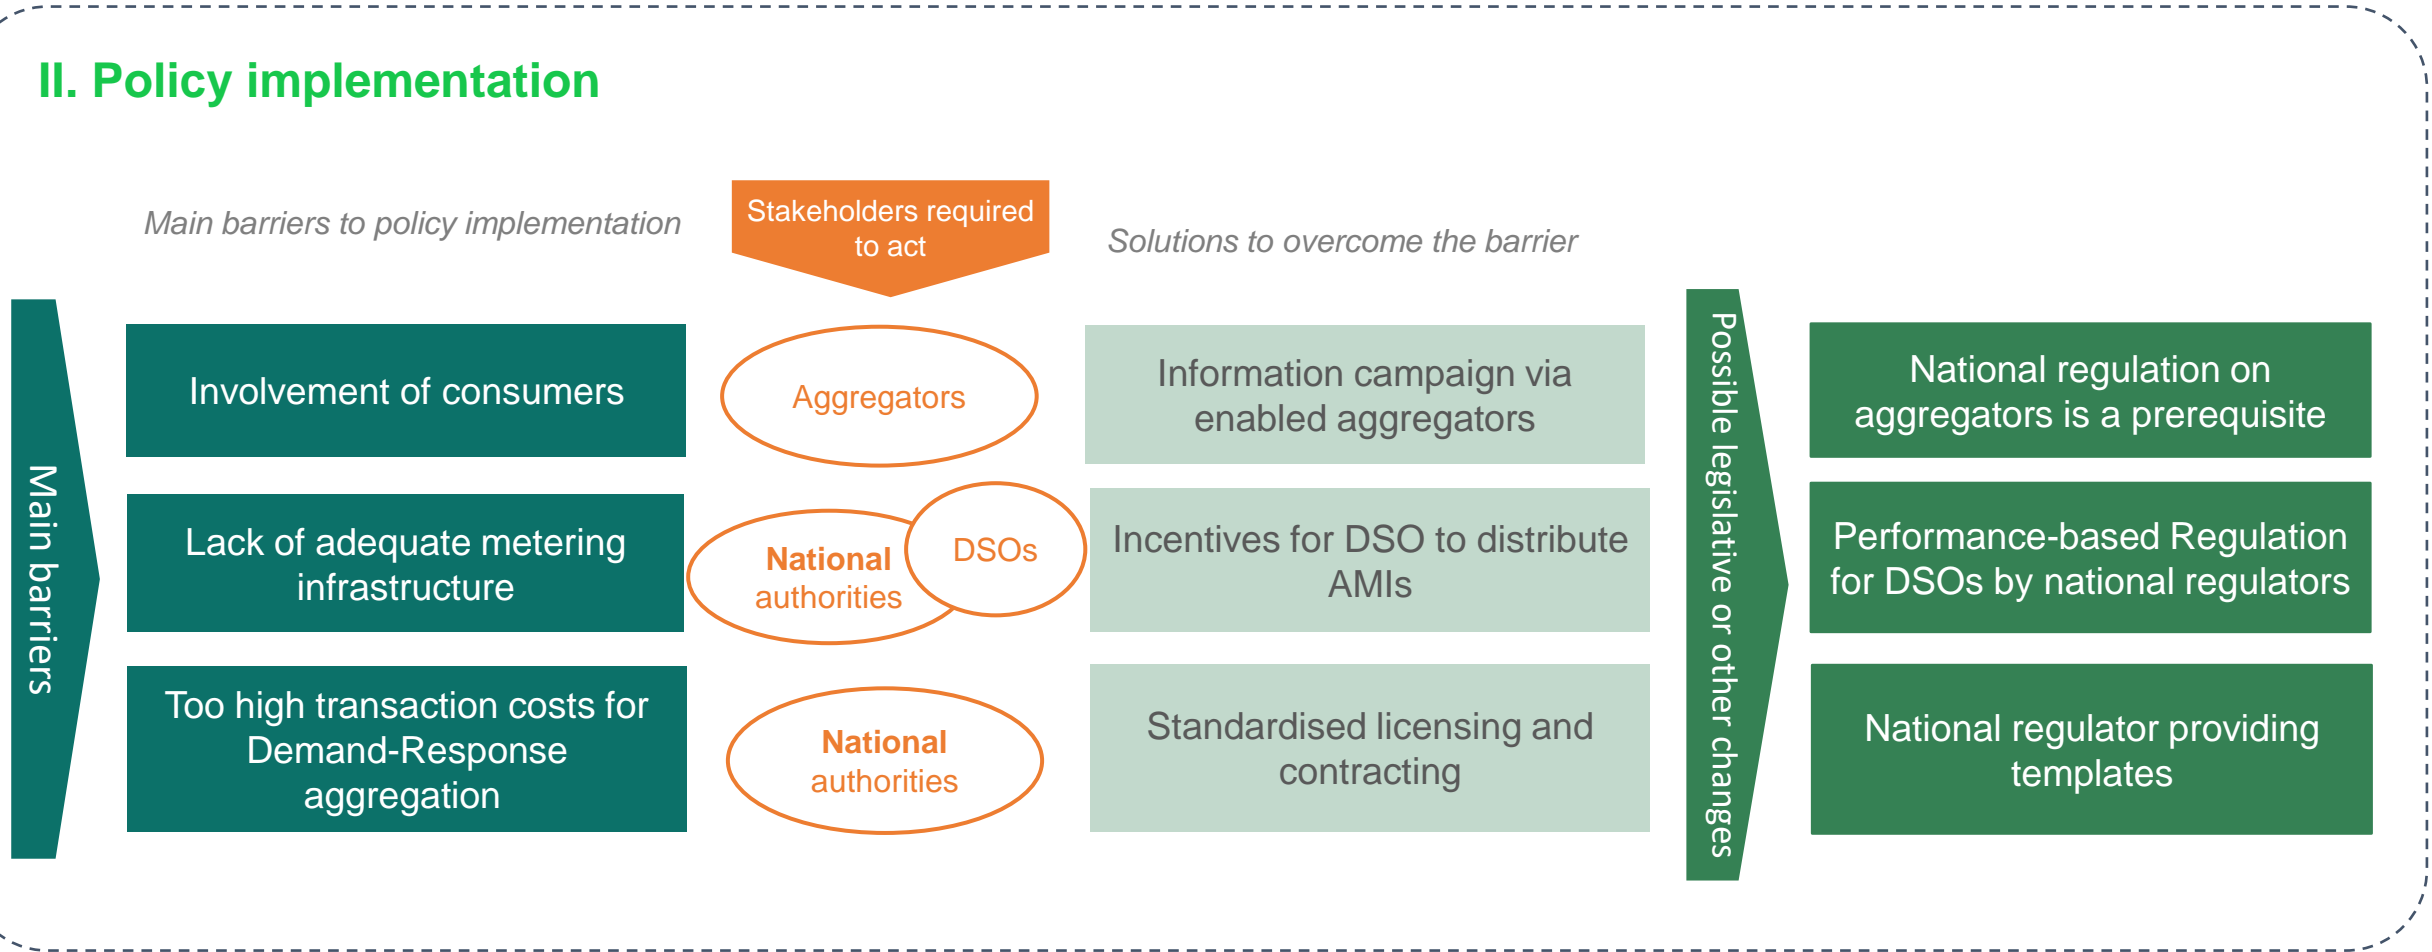 II. Policy implementation
Main barriers to policy implementation
Stakeholders required
to act
Solutions to overcome the barrier
Main barriers
Involvement of consumers
Aggregators
Information campaign via
enabled aggregators
Possible legislative or other changes
National regulation on
aggregators is a prerequisite
Lack of adequate metering
infrastructure
National
authorities
DSOs
Incentives for DSO to distribute
AMIs
Performance-based Regulation
for DSOs by national regulators
Too high transaction costs for
Demand-Response
aggregation
National
authorities
Standardised licensing and
contracting
National regulator providing
templates